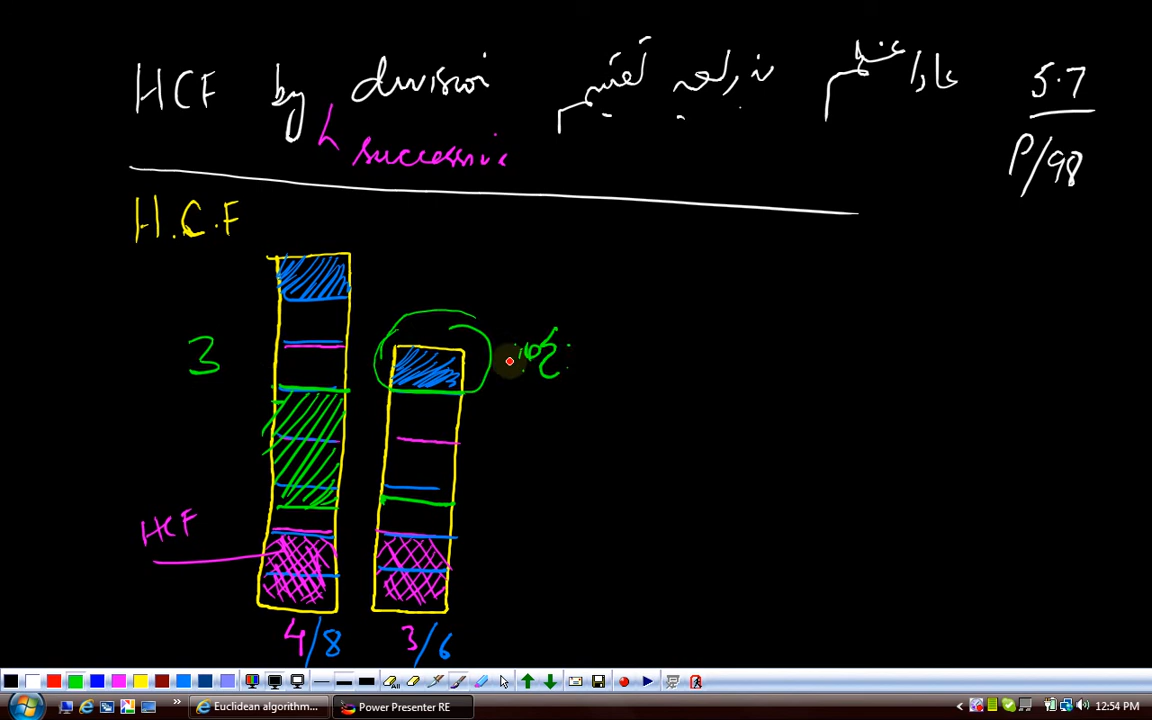 HCF by division عاد اعظم بذریعہ تقسیم 5.7
successive P/98
H.C.F
3
HCF
4/8 3/6
Euclidean algorithm... Power Presenter RE 12:54 PM